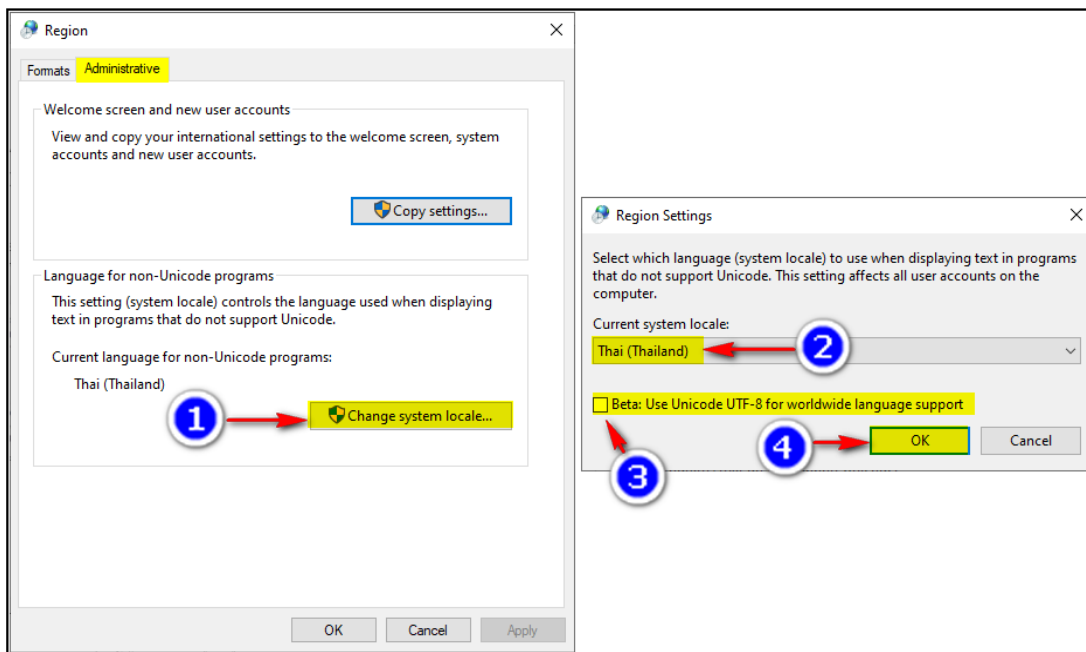 Region
Formats
Administrative
Welcome screen and new user accounts
View and copy your international settings to the welcome screen, system
accounts and new user accounts.
Copy settings...
Language for non-Unicode programs
This setting (system locale) controls the language used when displaying
text in programs that do not support Unicode.
Current language for non-Unicode programs:
Thai (Thailand)
1
Change system locale...
OK
Cancel
Apply
Region Settings
Select which language (system locale) to use when displaying text in programs
that do not support Unicode. This setting affects all user accounts on the
computer.
Current system locale:
Thai (Thailand)
2
Beta: Use Unicode UTF-8 for worldwide language support
3
4
OK
Cancel